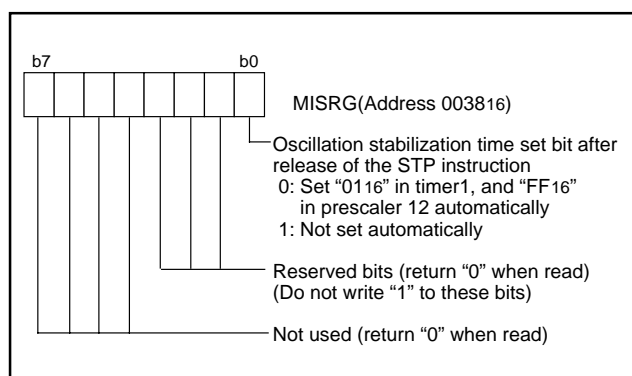 b7 b0
MISRG(Address 003816)
Oscillation stabilization time set bit after
release of the STP instruction
0: Set “0116” in timer1, and “FF16”
in prescaler 12 automatically
1: Not set automatically
Reserved bits (return “0” when read)
(Do not write “1” to these bits)
Not used (return “0” when read)